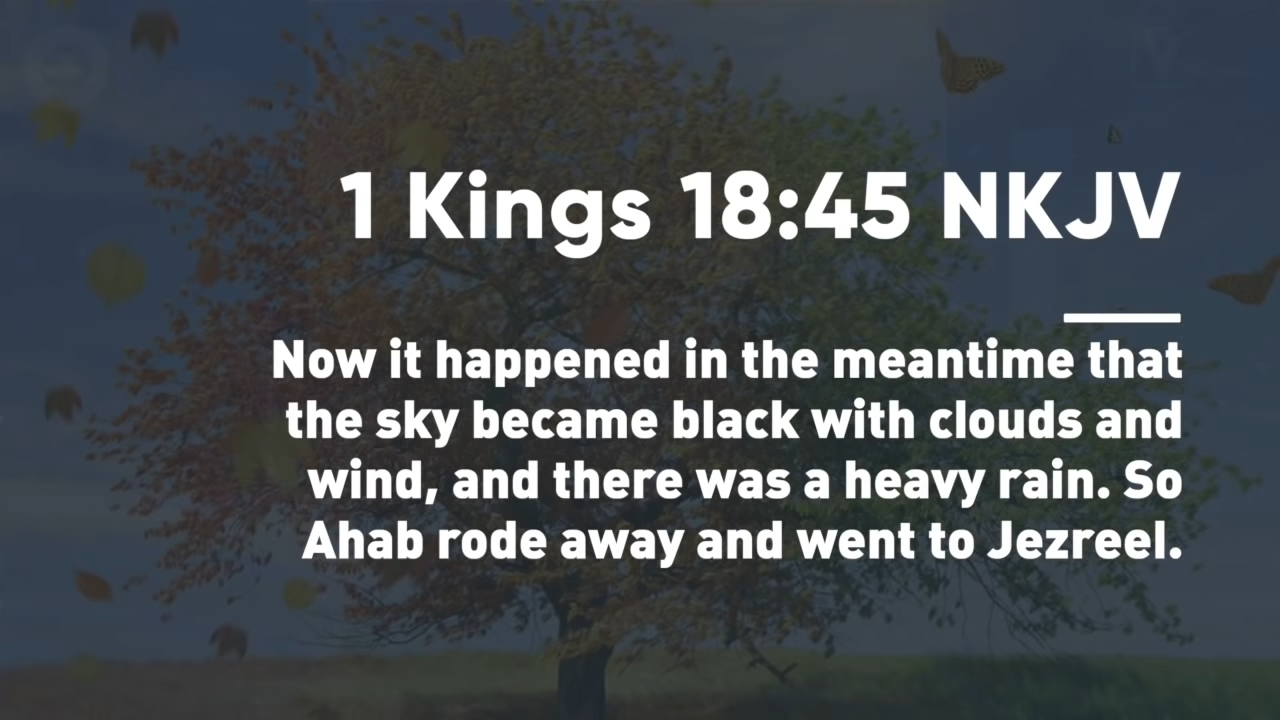 1 Kings 18:45 NKJV
Now it happened in the meantime that
the sky became black with clouds and
wind, and there was a heavy rain. So
Ahab rode away and went to Jezreel.